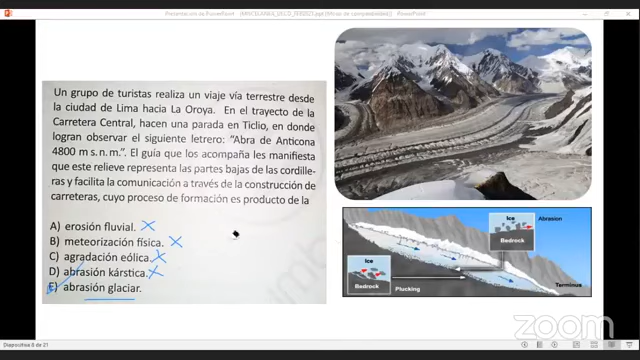 Presentación de PowerPoint
Un grupo de turistas realiza un viaje vía terrestre desde
la ciudad de Lima hacia La Oroya. En el trayecto de la
Carretera Central, hacen una parada en Ticlio, en donde
logran observar el siguiente letrero: “Abra de Anticona
4800 m s.n.m.”. El guía que los acompaña les manifiesta
que este relieve representa las partes bajas de las cordille-
ras y facilita la comunicación a través de la construcción de
carreteras, cuyo proceso de formación es producto de la
A) erosión fluvial.
B) meteorización física.
C) agradación eólica.
D) abrasión kárstica.
E) abrasión glaciar.
Ice
Abrasion
Bedrock
Ice
Bedrock
Plucking
Terminus
zoom
Diapositiva 8 de 21